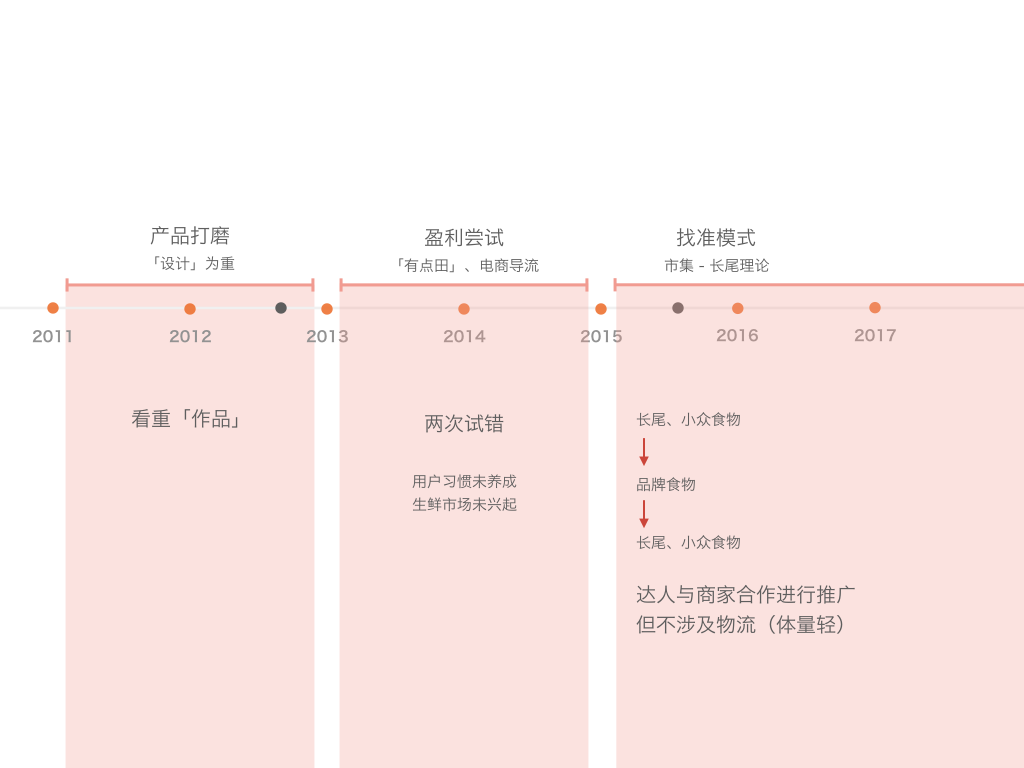 产品打磨
「设计」为重
盈利尝试
「有点田」、电商导流
找准模式
市集 - 长尾理论
2011
2012
2013
2014
2015
2016
2017
看重「作品」
两次试错
用户习惯未养成
生鲜市场未兴起
长尾、小众食物
品牌食物
长尾、小众食物
达人与商家合作进行推广
但不涉及物流（体量轻）